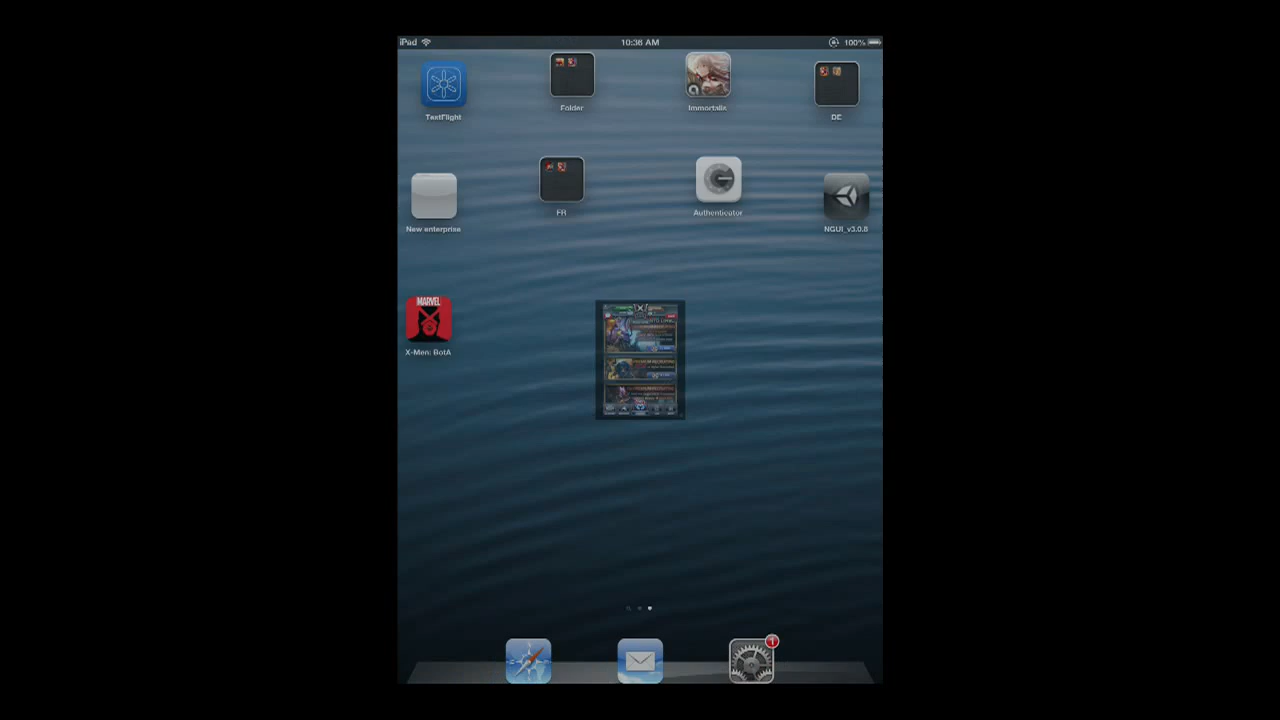 iPad 10:36 AM 100%
TestFlight Folder Immortalis DE
New enterprise FR Authenticator NGUI_v3.0.8
MARVEL
X-Men: BotA
1